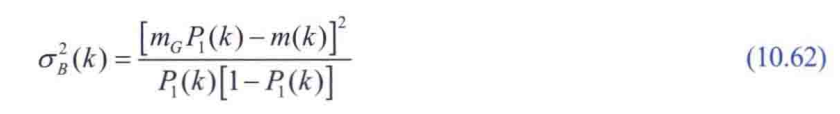 σ_B^2(k) = [m_G P_1(k) − m(k)]^2 / P_1(k)[1 − P_1(k)] (10.62)